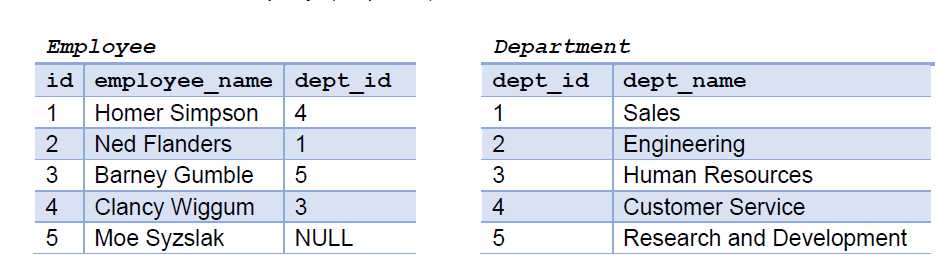 Employee
id employee_name dept_id
1 Homer Simpson 4
2 Ned Flanders 1
3 Barney Gumble 5
4 Clancy Wiggum 3
5 Moe Syzslak NULL
Department
dept_id dept_name
1 Sales
2 Engineering
3 Human Resources
4 Customer Service
5 Research and Development